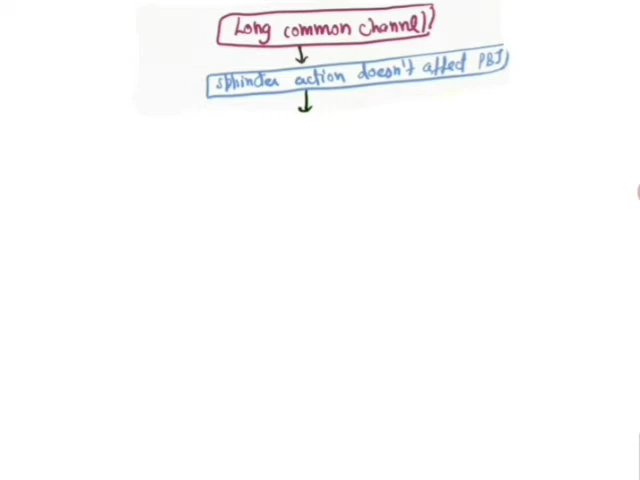 Long common channel)
sphincter action doesn't affect PBJ)